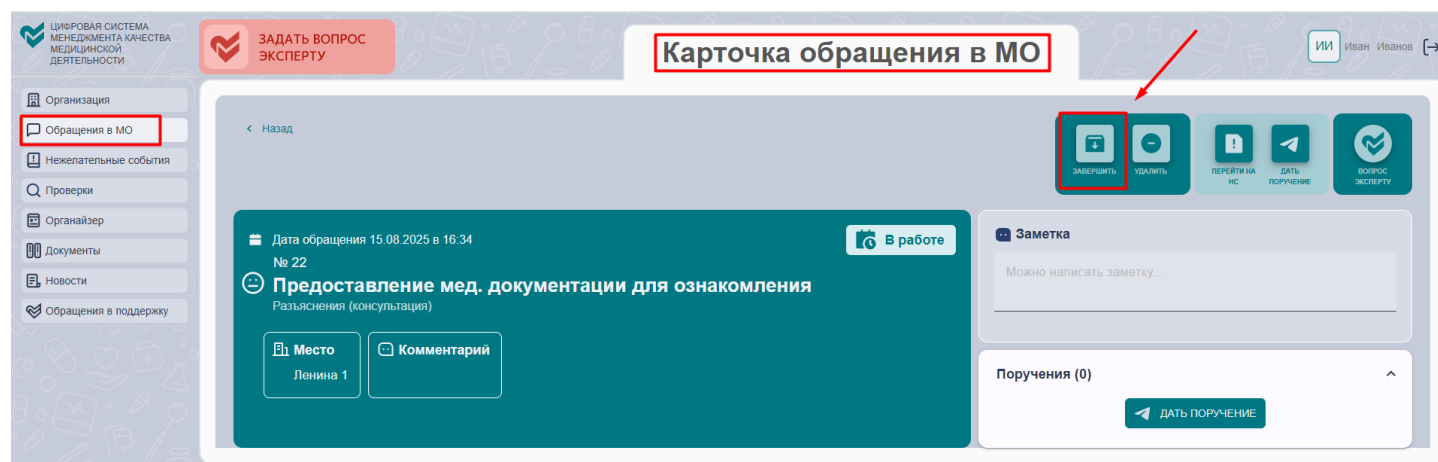 ЦИФРОВАЯ СИСТЕМА
МЕНЕДЖМЕНТА КАЧЕСТВА
МЕДИЦИНСКОЙ
ДЕЯТЕЛЬНОСТИ
ЗАДАТЬ ВОПРОС
ЭКСПЕРТУ
Карточка обращения в МО
ИИ
Иван Иванов
Организация
Обращения в МО
Нежелательные события
Проверки
Органайзер
Документы
Новости
Обращения в поддержку
Назад
ЗАВЕРШИТЬ
УДАЛИТЬ
ПЕРЕЙТИ НА
НС
ДАТЬ
ПОРУЧЕНИЕ
ВОПРОС
ЭКСПЕРТУ
Дата обращения 15.08.2025 в 16:34
В работе
№ 22
Предоставление мед. документации для ознакомления
Разъяснения (консультация)
Место
Ленина 1
Комментарий
Заметка
Можно написать заметку...
Поручения (0)
ДАТЬ ПОРУЧЕНИЕ